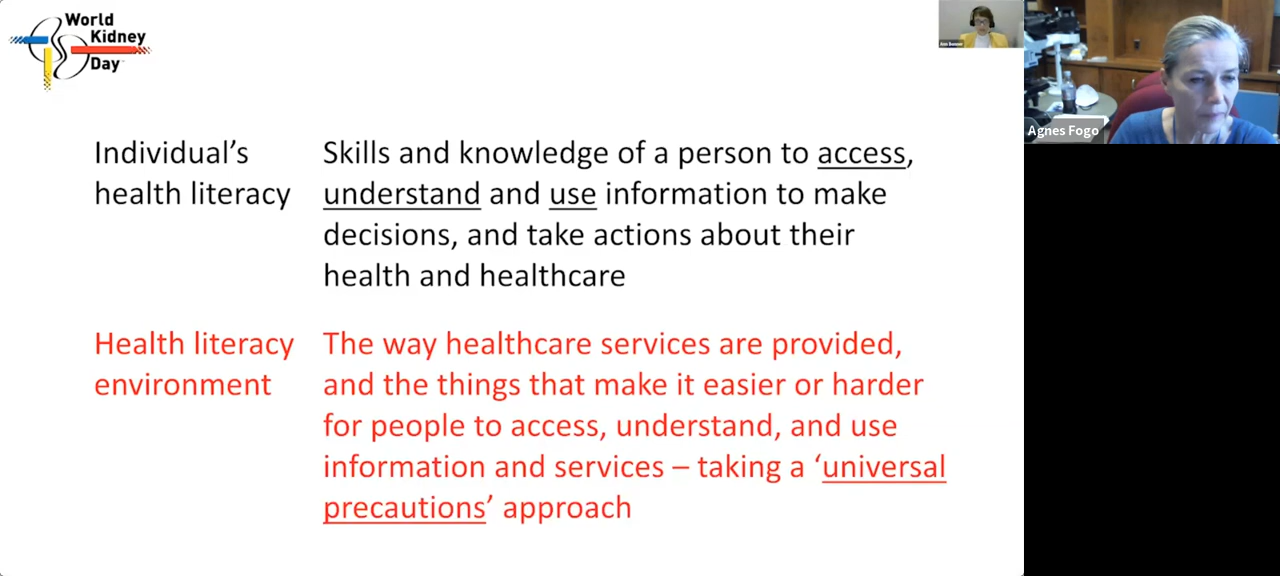 World
Kidney
Day
Individual's
health literacy
Skills and knowledge of a person to access,
understand and use information to make
decisions, and take actions about their
health and healthcare
Health literacy
environment
The way healthcare services are provided,
and the things that make it easier or harder
for people to access, understand, and use
information and services – taking a ‘universal
precautions’ approach
Agnes Fogo